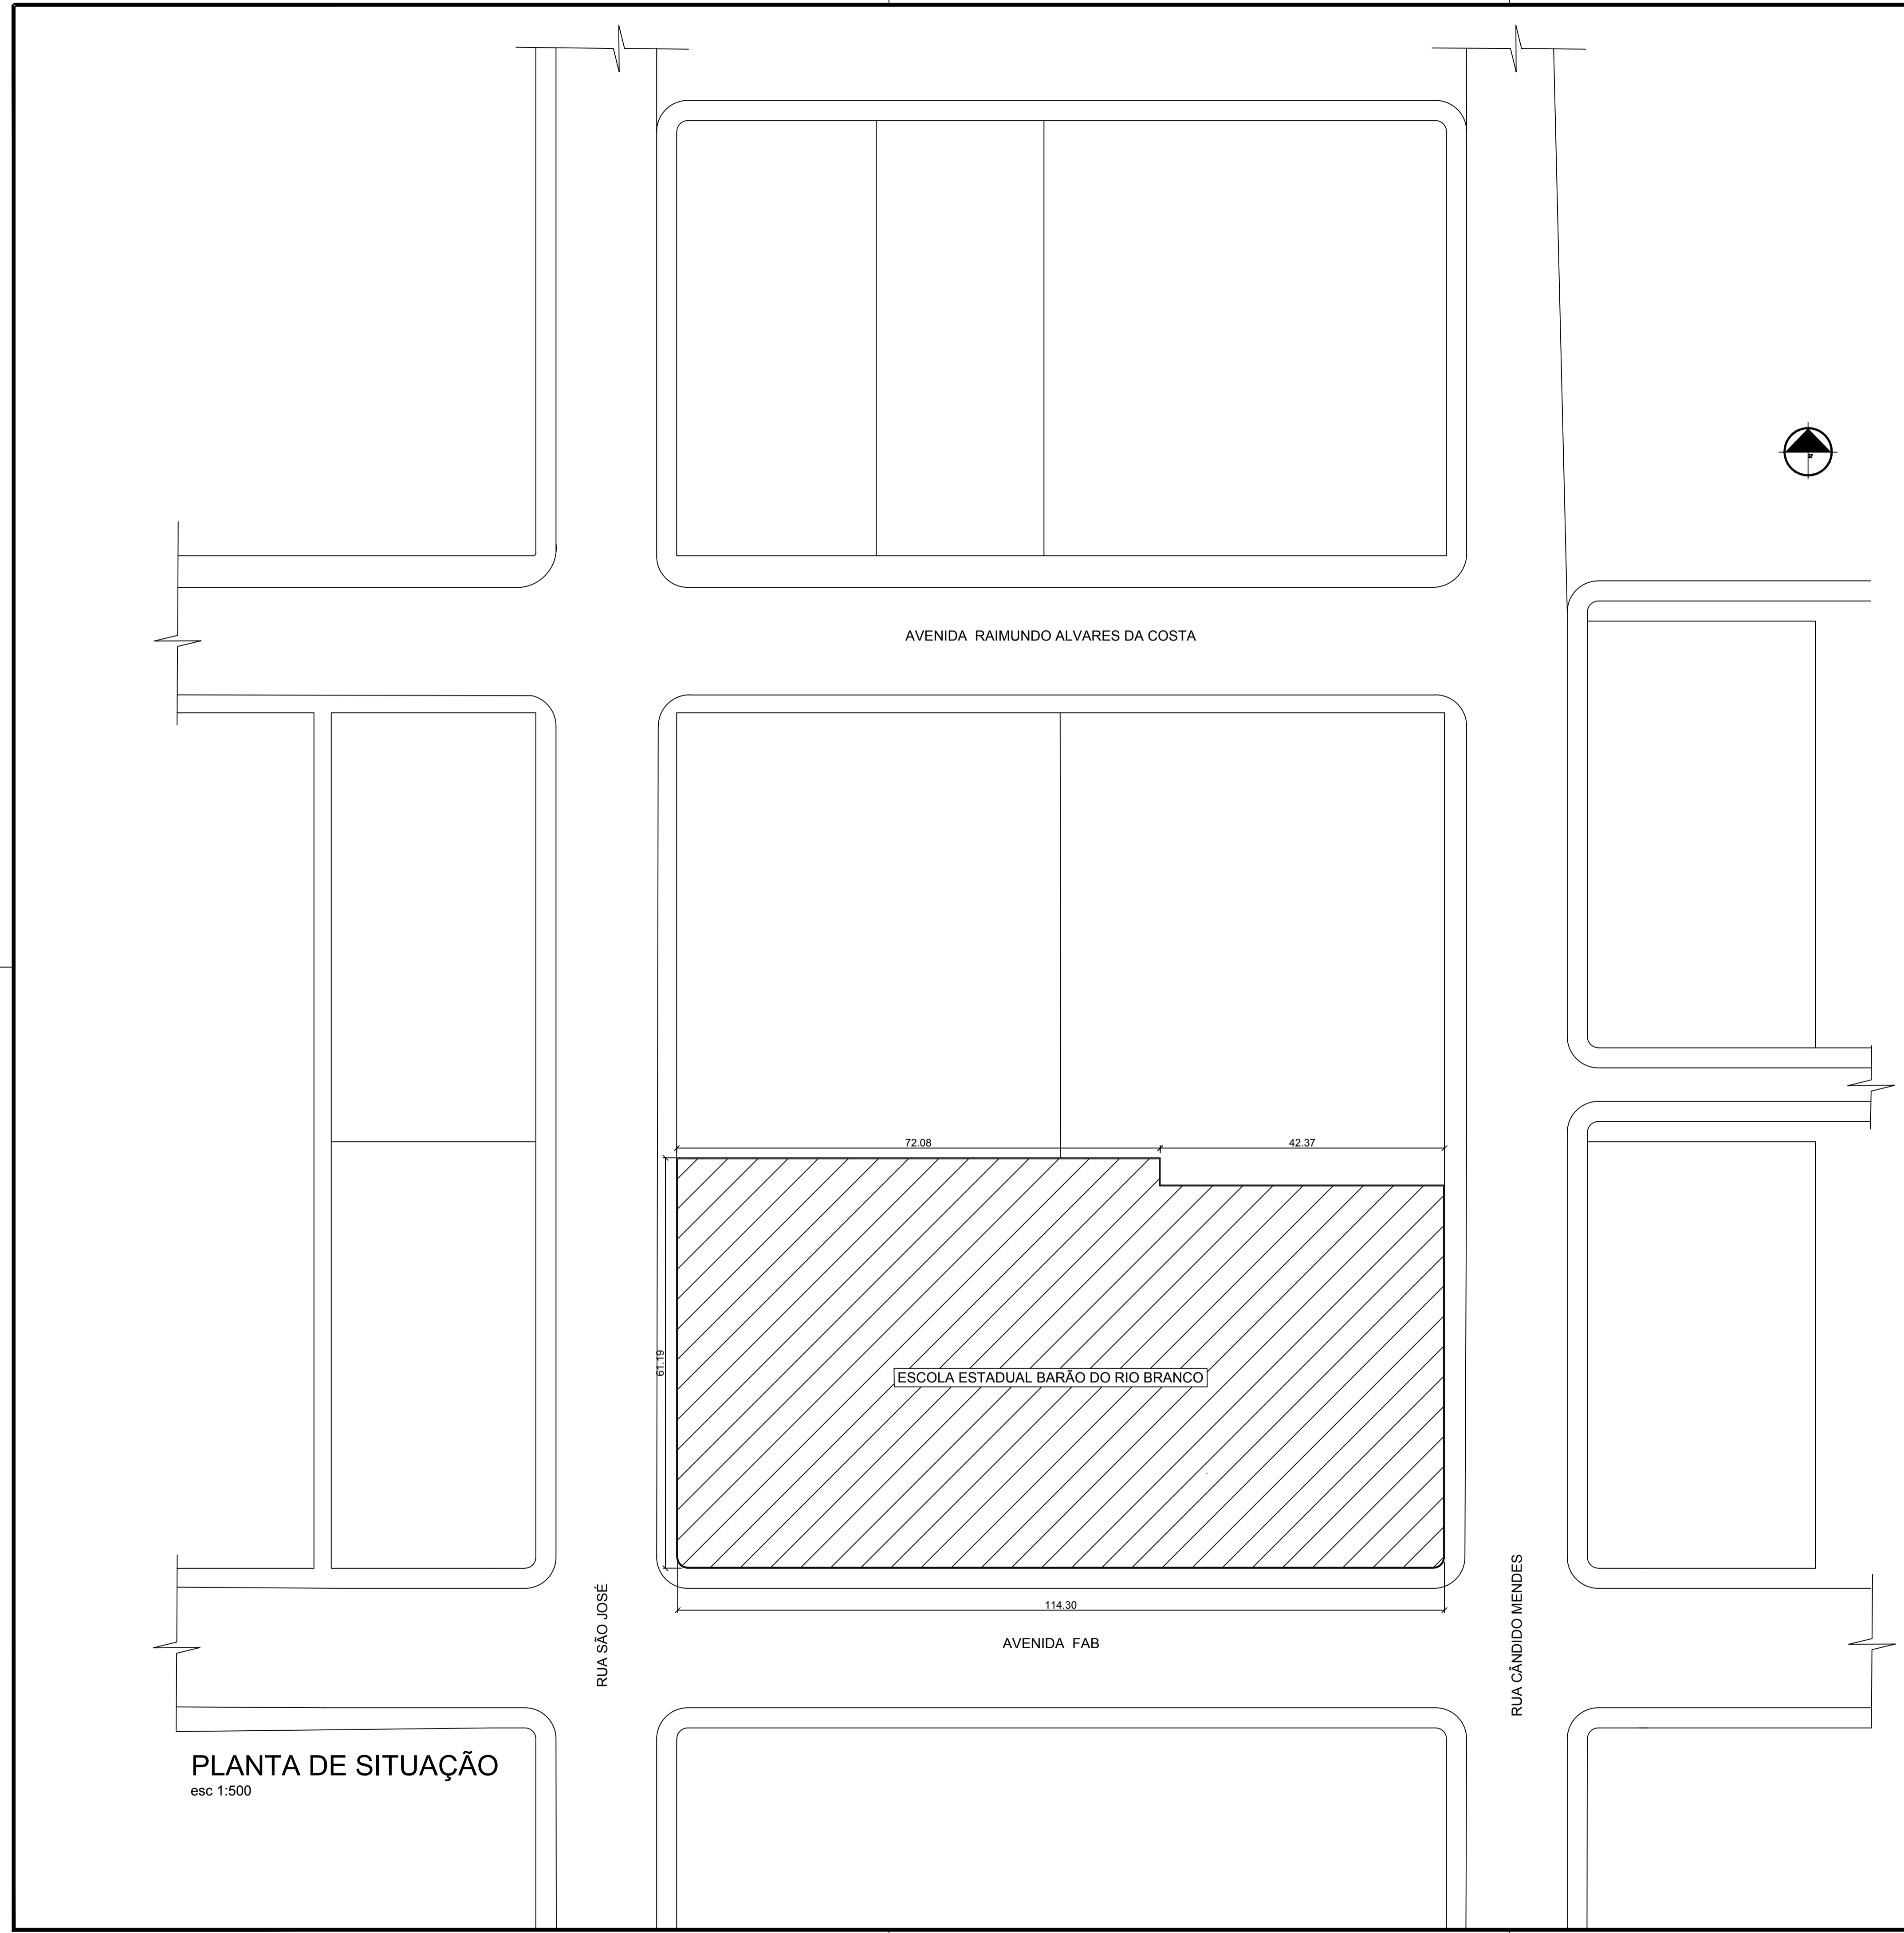 AVENIDA RAIMUNDO ALVARES DA COSTA
72.08
42.37
61.19
ESCOLA ESTADUAL BARÃO DO RIO BRANCO
114.30
AVENIDA FAB
RUA SÃO JOSÉ
RUA CÂNDIDO MENDES
PLANTA DE SITUAÇÃO
esc 1:500